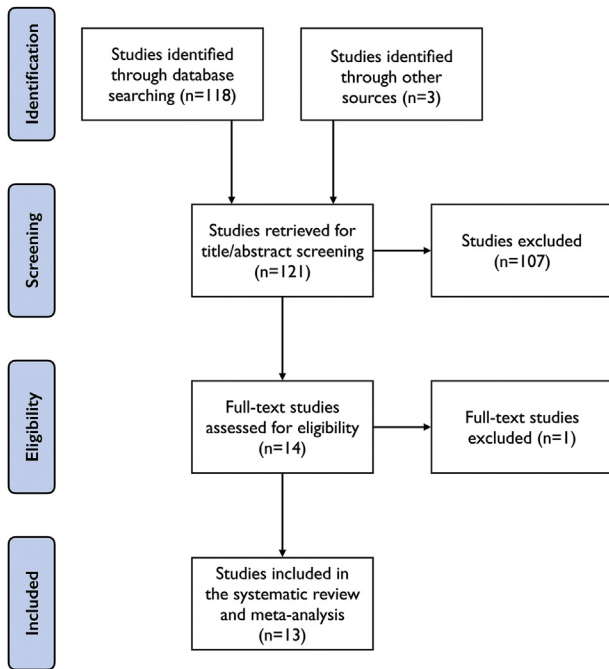 Identification
Studies identified
through database
searching (n=118)
Studies identified
through other
sources (n=3)
Screening
Studies retrieved for
title/abstract screening
(n=121)
Studies excluded
(n=107)
Eligibility
Full-text studies
assessed for eligibility
(n=14)
Full-text studies
excluded (n=1)
Included
Studies included in
the systematic review
and meta-analysis
(n=13)